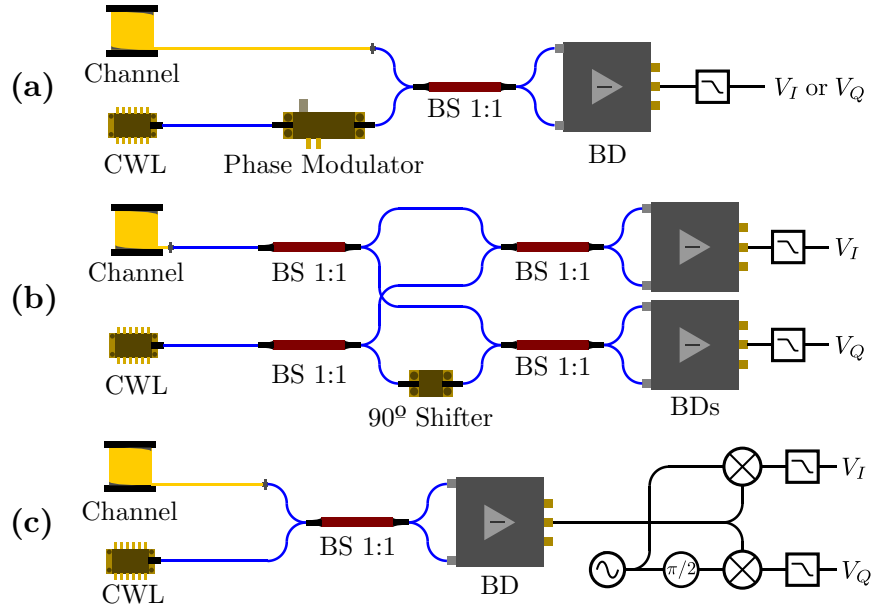 (a)
Channel
CWL
Phase Modulator
BS 1:1
BD
V_I or V_Q
(b)
Channel
CWL
BS 1:1
BS 1:1
90º Shifter
BS 1:1
BS 1:1
BDs
V_I
V_Q
(c)
Channel
CWL
BS 1:1
BD
π/2
V_I
V_Q